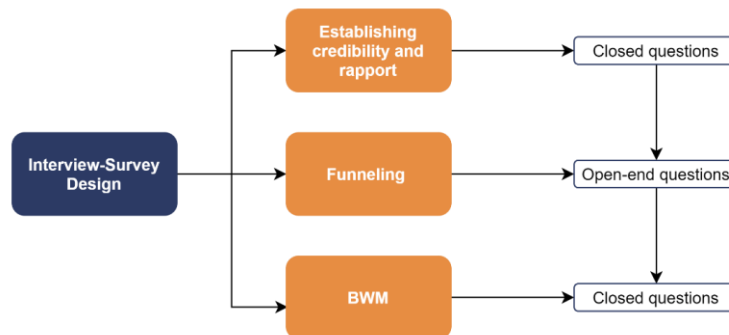 Establishing
credibility and
rapport
Closed questions
Interview-Survey
Design
Funneling
Open-end questions
BWM
Closed questions